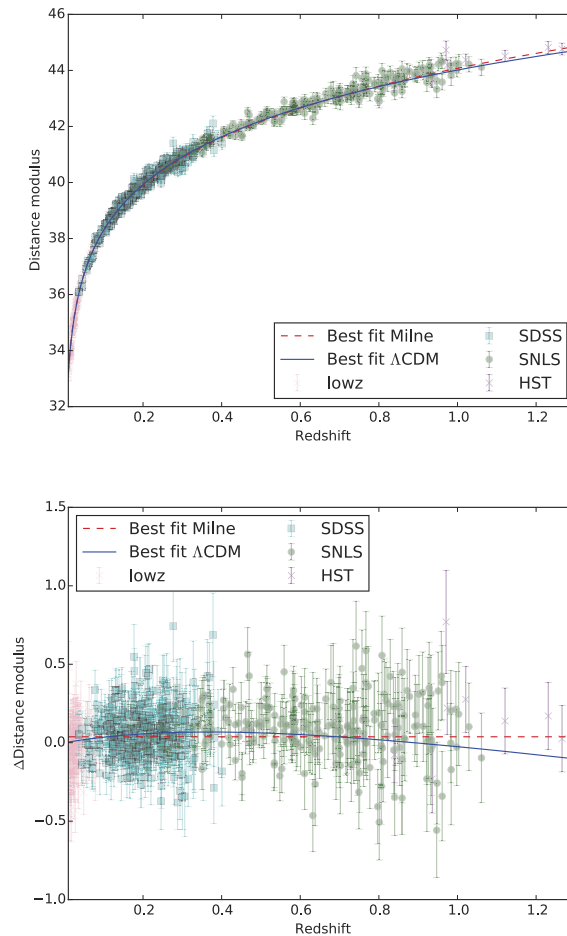 46
44
42
40
38
36
34
32
Distance modulus
Best fit Milne
Best fit ΛCDM
lowz
SDSS
SNLS
HST
0.2 0.4 0.6 0.8 1.0 1.2
Redshift
1.5
1.0
0.5
0.0
−0.5
−1.0
ΔDistance modulus
Best fit Milne
Best fit ΛCDM
lowz
SDSS
SNLS
HST
0.2 0.4 0.6 0.8 1.0 1.2
Redshift